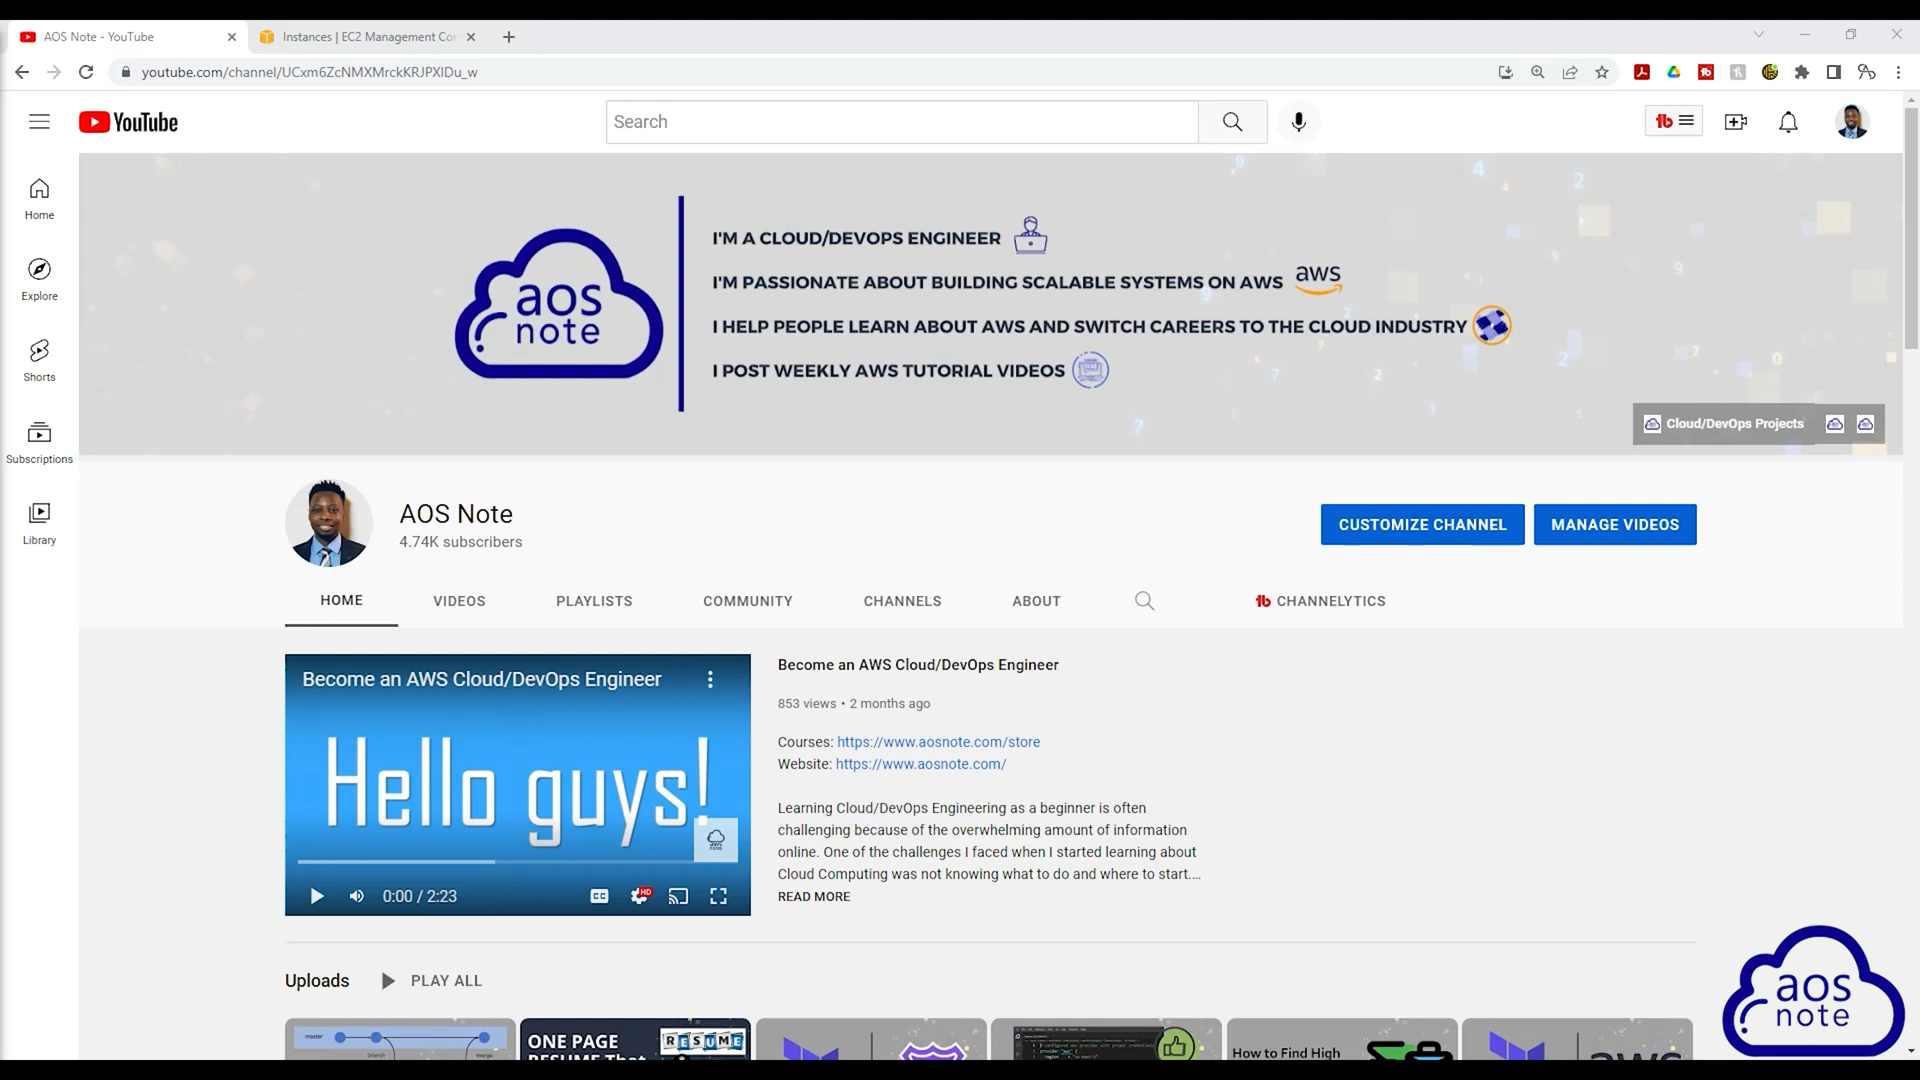 AOS Note - YouTube
Instances | EC2 Management Con
youtube.com/channel/UCxm6ZcNMXMrckKRJPXIDu_w
YouTube
Search
Home
Explore
Shorts
Subscriptions
Library
aos
note
I'M A CLOUD/DEVOPS ENGINEER
I'M PASSIONATE ABOUT BUILDING SCALABLE SYSTEMS ON AWS aws
I HELP PEOPLE LEARN ABOUT AWS AND SWITCH CAREERS TO THE CLOUD INDUSTRY
I POST WEEKLY AWS TUTORIAL VIDEOS
Cloud/DevOps Projects
AOS Note
4.74K subscribers
CUSTOMIZE CHANNEL
MANAGE VIDEOS
HOME VIDEOS PLAYLISTS COMMUNITY CHANNELS ABOUT CHANNELYTICS
Become an AWS Cloud/DevOps Engineer
Hello guys!
0:00 / 2:23
CC HD
Become an AWS Cloud/DevOps Engineer
853 views • 2 months ago
Courses: https://www.aosnote.com/store
Website: https://www.aosnote.com/
Learning Cloud/DevOps Engineering as a beginner is often
challenging because of the overwhelming amount of information
online. One of the challenges I faced when I started learning about
Cloud Computing was not knowing what to do and where to start....
READ MORE
Uploads PLAY ALL
master
ONE PAGE
RESUME That
RESUME
How to Find High
aws
aos
note